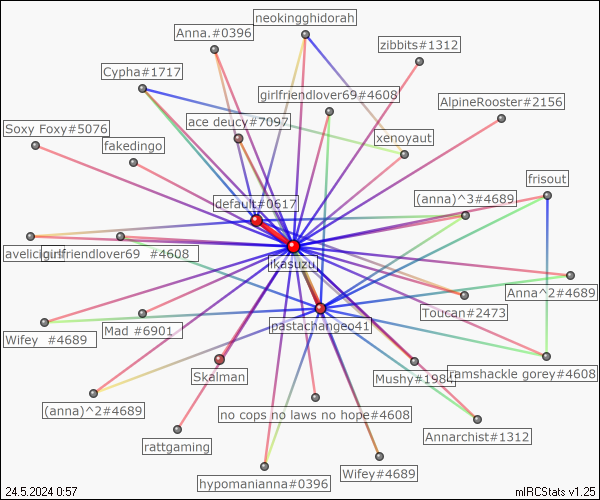 neokingghidorah
Anna.#0396
zibbits#1312
Cypha#1717
girlfriendlover69#4608
AlpineRooster#2156
ace deucy#7097
Soxy Foxy#5076
xenoyaut
fakedingo
frisout
default#0617
(anna)^3#4689
girlfriendlover69 #4608
ikasuzu
Anna^2#4689
Toucan#2473
pastachangeo41
Mad #6901
Wifey #4689
Skalman
Mushy#1984
ramshackle gorey#4608
(anna)^2#4689
no cops no laws no hope#4608
Annarchist#1312
rattgaming
Wifey#4689
hypomanianna#0396
24.5.2024 0:57
mIRCStats v1.25